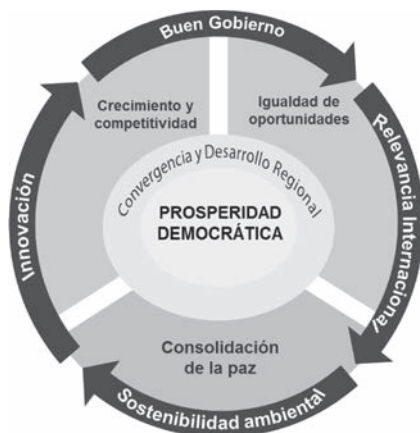 Buen Gobierno
Crecimiento y
competitividad
Igualdad de
oportunidades
Relevancia Internacional
Innovación
Convergencia y Desarrollo Regional
PROSPERIDAD
DEMOCRÁTICA
Consolidación
de la paz
Sostenibilidad ambiental